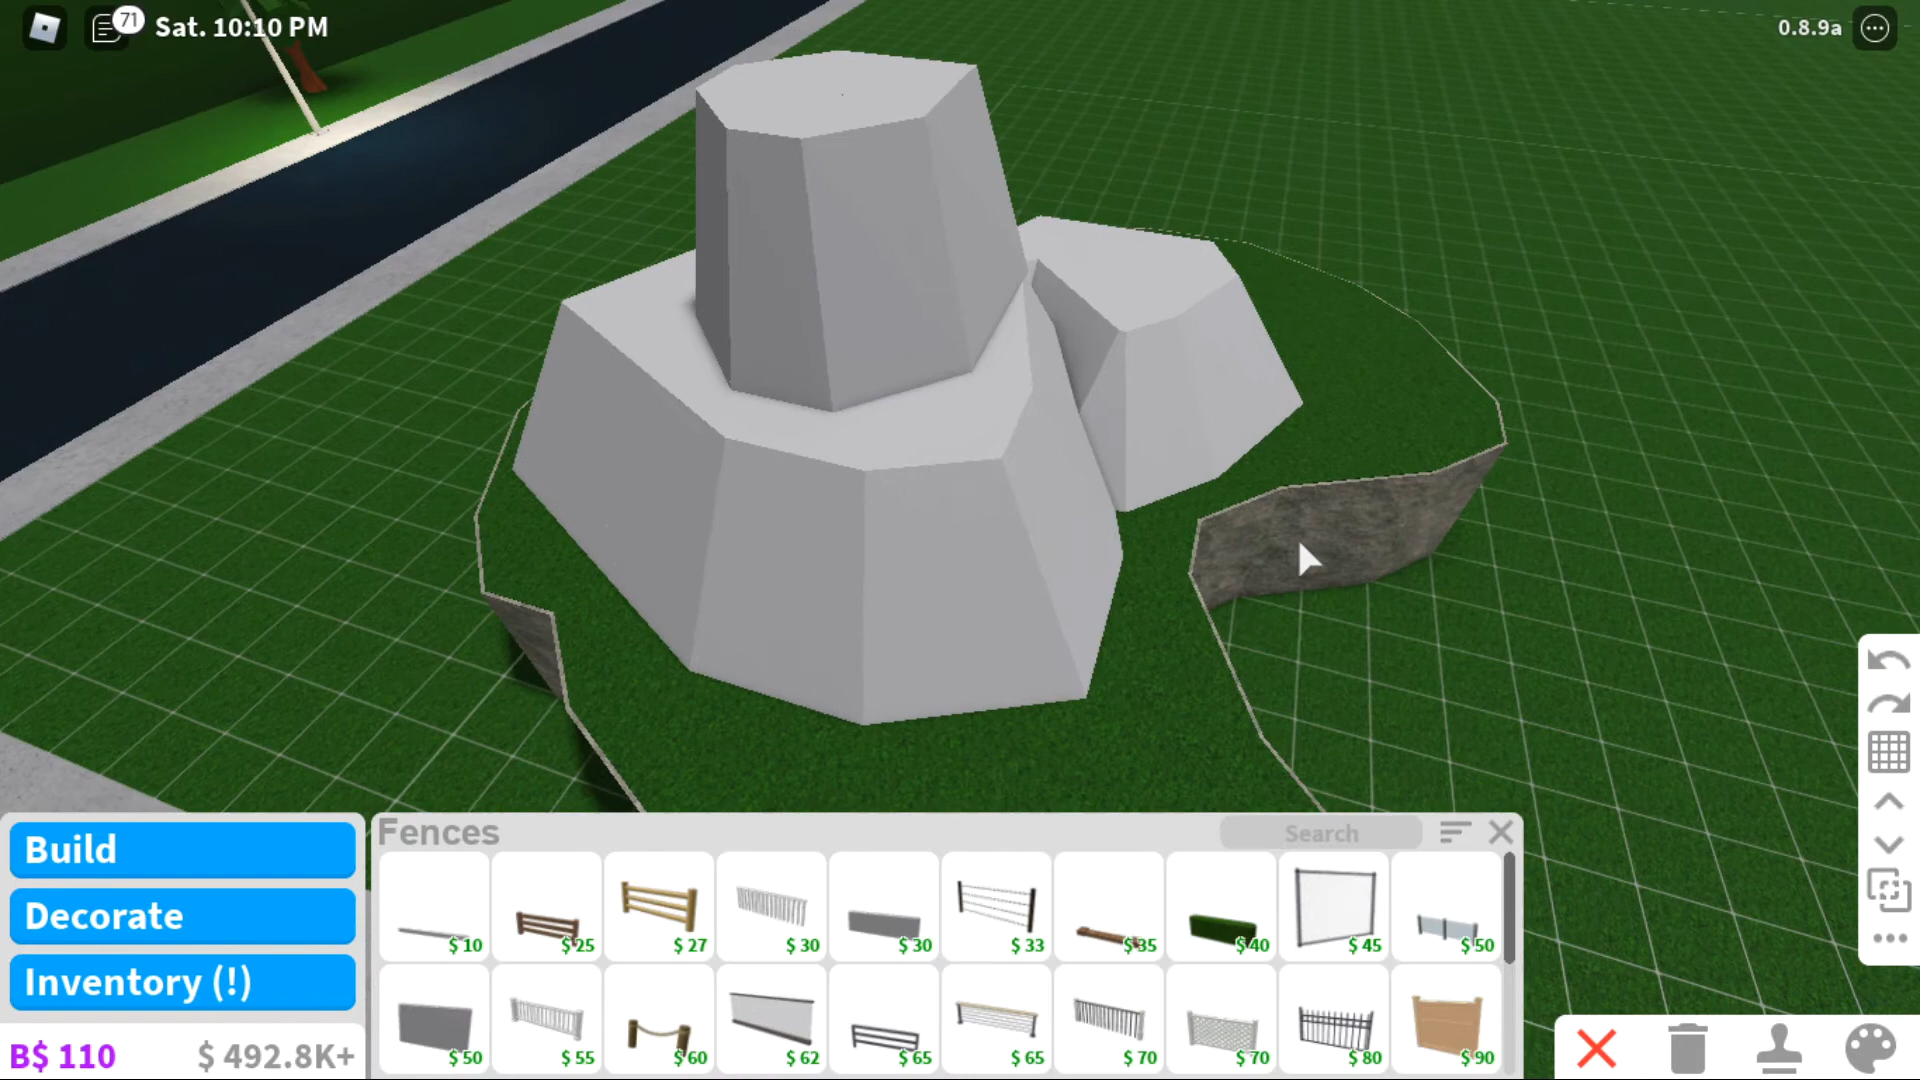 71 Sat. 10:10 PM 0.8.9a
Build
Decorate
Inventory (!)
B$ 110 $ 492.8K+
Fences Search
$ 10 $ 25 $ 27 $ 30 $ 30 $ 33 $ 35 $ 40 $ 45 $ 50
$ 50 $ 55 $ 60 $ 62 $ 65 $ 65 $ 70 $ 70 $ 80 $ 90